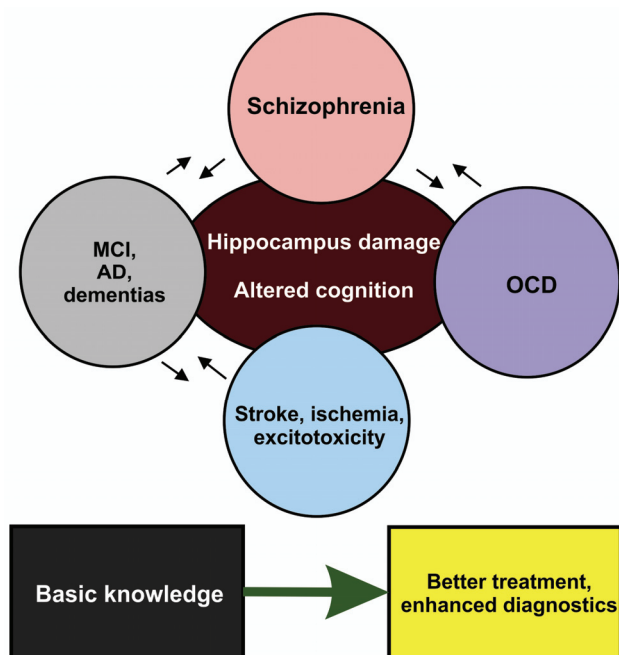 Schizophrenia
Hippocampus damage
Altered cognition
MCI,
AD,
dementias
OCD
Stroke, ischemia,
excitotoxicity
Basic knowledge
Better treatment,
enhanced diagnostics